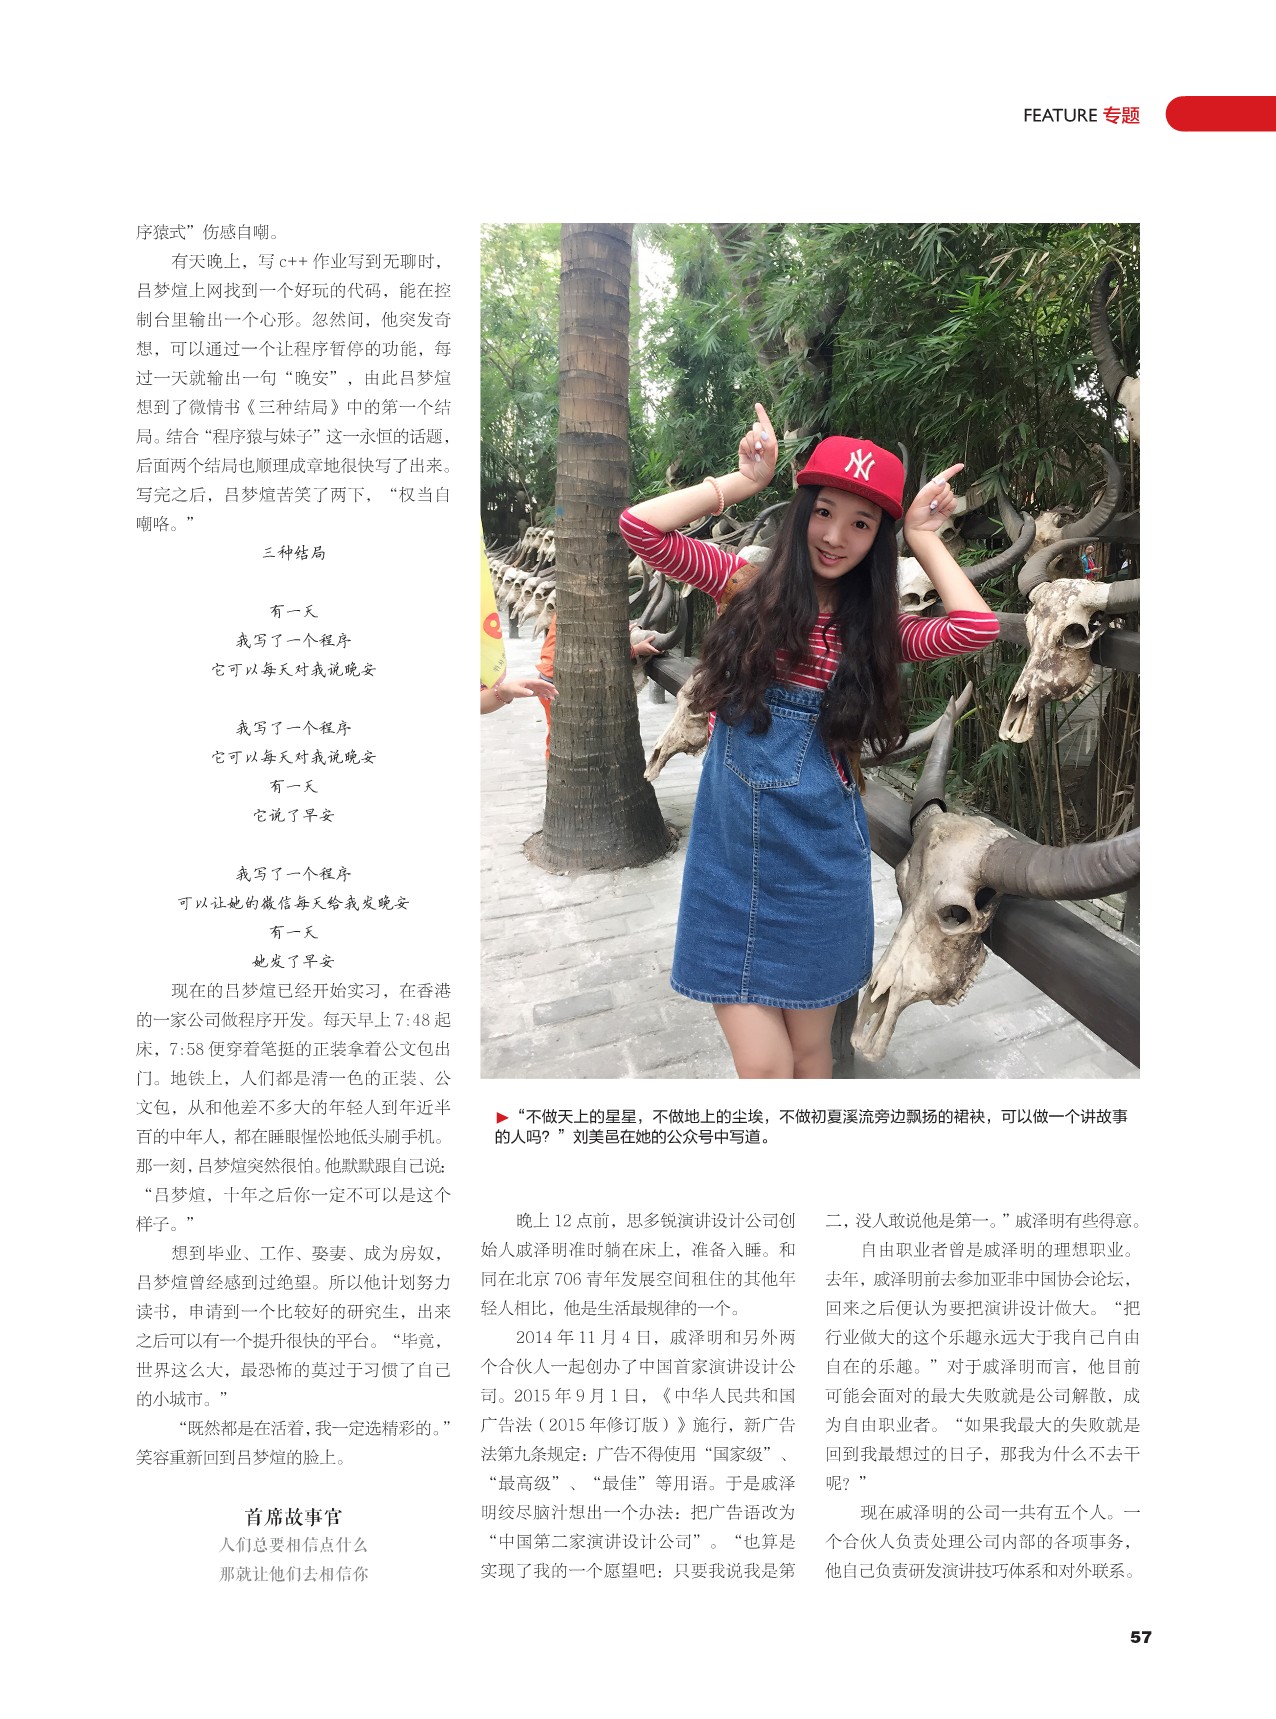 FEATURE 专题
序猿式”伤感自嘲。
有天晚上，写 c++ 作业写到无聊时，
吕梦煊上网找到一个好玩的代码，能在控
制台里输出一个心形。忽然间，他突发奇
想，可以通过一个让程序暂停的功能，每
过一天就输出一句“晚安”，由此吕梦煊
想到了微情书《三种结局》中的第一个结
局。结合“程序猿与妹子”这一永恒的话题，
后面两个结局也顺理成章地很快写了出来。
写完之后，吕梦煊苦笑了两下，“权当自
嘲咯。”
三种结局
有一天
我写了一个程序
它可以每天对我说晚安
我写了一个程序
它可以每天对我说晚安
有一天
它说了早安
我写了一个程序
可以让她的微信每天给我发晚安
有一天
她发了早安
现在的吕梦煊已经开始实习，在香港
的一家公司做程序开发。每天早上 7:48 起
床，7:58 便穿着笔挺的正装拿着公文包出
门。地铁上，人们都是清一色的正装、公
文包，从和他差不多大的年轻人到年近半
百的中年人，都在睡眼惺忪地低头刷手机。
那一刻，吕梦煊突然很怕。他默默跟自己说：
“吕梦煊，十年之后你一定不可以是这个
样子。”
想到毕业、工作、娶妻、成为房奴，
吕梦煊曾经感到过绝望。所以他计划努力
读书，申请到一个比较好的研究生，出来
之后可以有一个提升很快的平台。“毕竟，
世界这么大，最恐怖的莫过于习惯了自己
的小城市。”
“既然都是在活着，我一定选精彩的。”
笑容重新回到吕梦煊的脸上。
首席故事官
人们总要相信点什么
那就让他们去相信你
NY
▶“不做天上的星星，不做地上的尘埃，不做初夏溪流旁边飘扬的裙袂，可以做一个讲故事
的人吗？”刘美邑在她的公众号中写道。
晚上 12 点前，思多锐演讲设计公司创
始人戚泽明准时躺在床上，准备入睡。和
同在北京 706 青年发展空间租住的其他年
轻人相比，他是生活最规律的一个。
2014 年 11 月 4 日，戚泽明和另外两
个合伙人一起创办了中国首家演讲设计公
司。2015 年 9 月 1 日，《中华人民共和国
广告法（2015 年修订版）》施行，新广告
法第九条规定：广告不得使用“国家级”、
“最高级”、“最佳”等用语。于是戚泽
明绞尽脑汁想出一个办法：把广告语改为
“中国第二家演讲设计公司”。“也算是
实现了我的一个愿望吧：只要我说我是第
二，没人敢说他是第一。”戚泽明有些得意。
自由职业者曾是戚泽明的理想职业。
去年，戚泽明前去参加亚非中国协会论坛，
回来之后便认为要把演讲设计做大。“把
行业做大的这个乐趣永远大于我自己自由
自在的乐趣。”对于戚泽明而言，他目前
可能会面对的最大失败就是公司解散，成
为自由职业者。“如果我最大的失败就是
回到我最想过的日子，那我为什么不去干
呢？”
现在戚泽明的公司一共有五个人。一
个合伙人负责处理公司内部的各项事务，
他自己负责研发演讲技巧体系和对外联系。
57